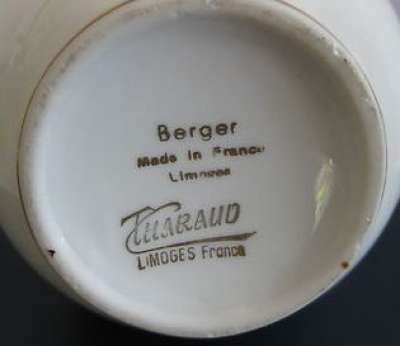 Berger
Made in France
Limoges
THARAUD
LIMOGES France